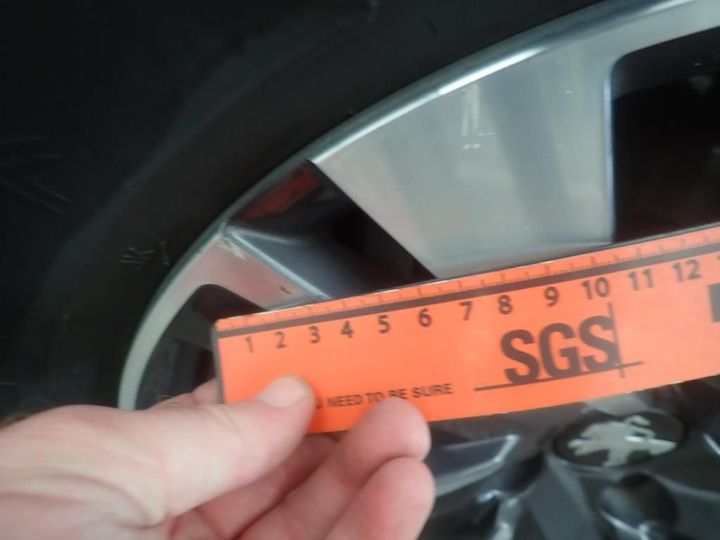 1 2 3 4 5 6 7 8 9 10 11 12
SGS
NEED TO BE SURE